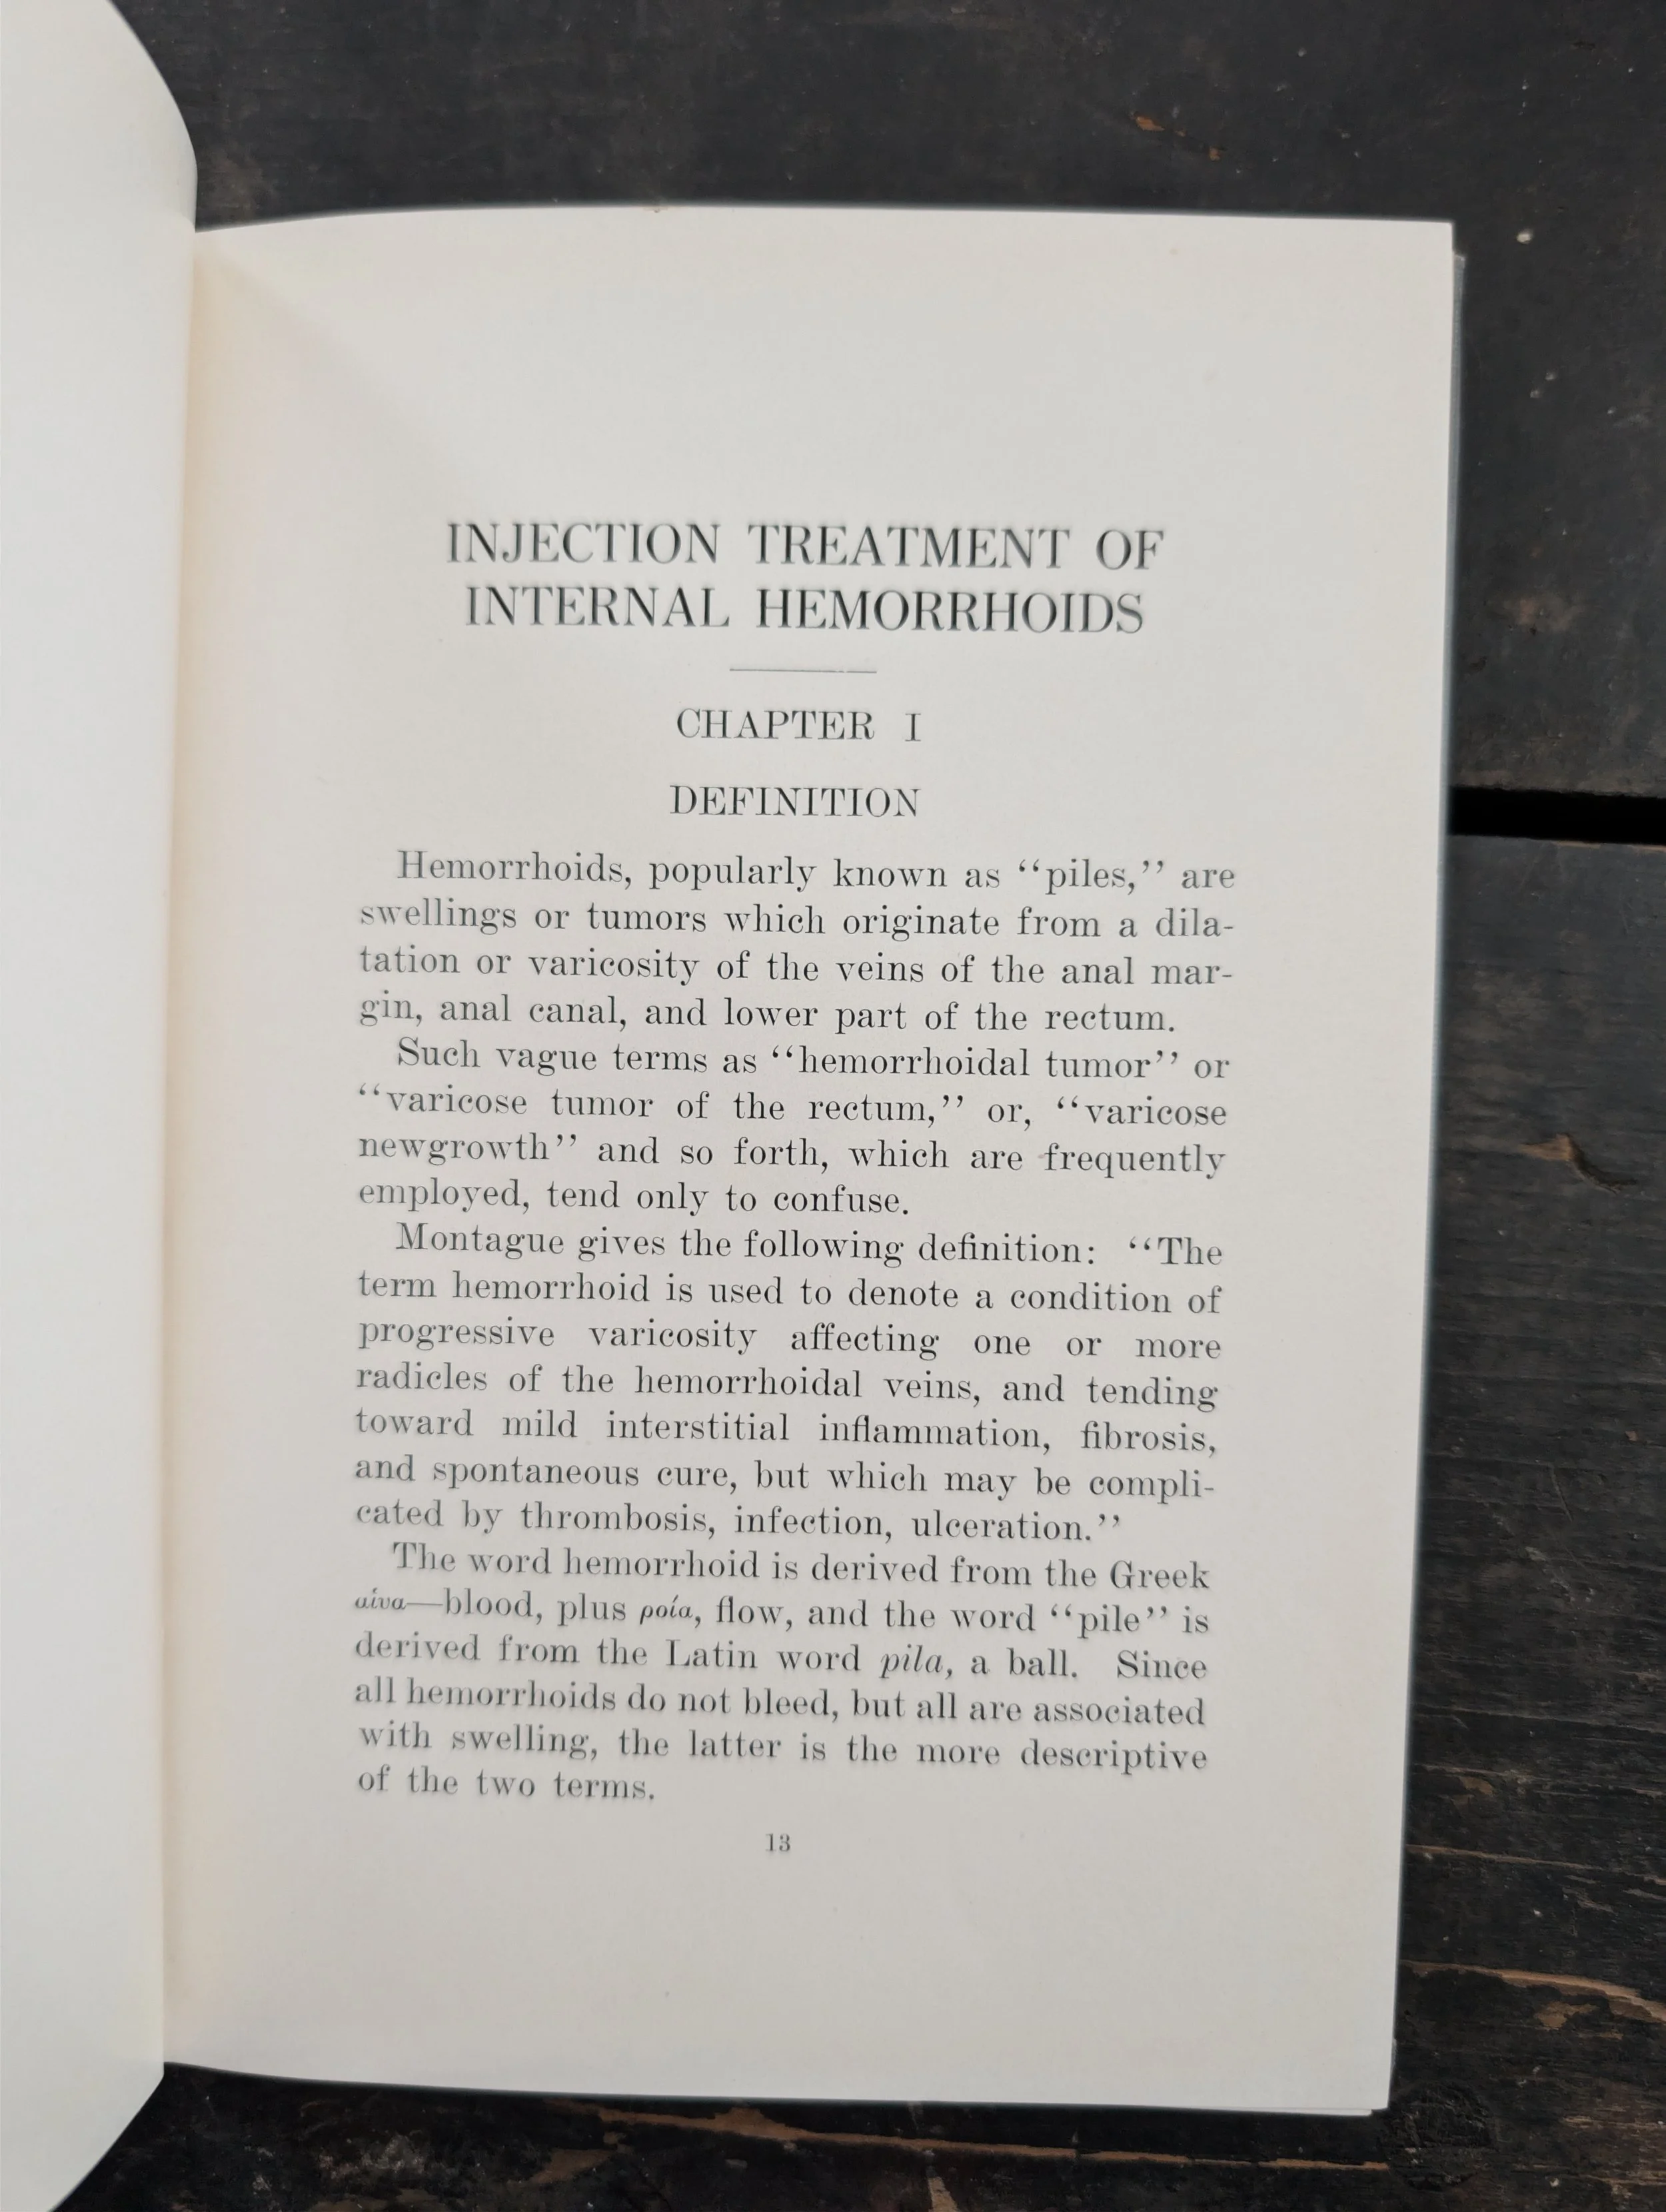 INJECTION TREATMENT OF
INTERNAL HEMORRHOIDS
CHAPTER I
DEFINITION
Hemorrhoids, popularly known as ‘‘piles,’’ are
swellings or tumors which originate from a dila-
tation or varicosity of the veins of the anal mar-
gin, anal canal, and lower part of the rectum.
Such vague terms as ‘‘hemorrhoidal tumor’’ or
‘‘varicose tumor of the rectum,’’ or, ‘‘varicose
newgrowth’’ and so forth, which are frequently
employed, tend only to confuse.
Montague gives the following definition: ‘‘The
term hemorrhoid is used to denote a condition of
progressive varicosity affecting one or more
radicles of the hemorrhoidal veins, and tending
toward mild interstitial inflammation, fibrosis,
and spontaneous cure, but which may be compli-
cated by thrombosis, infection, ulceration.’’
The word hemorrhoid is derived from the Greek
αίνα—blood, plus ροία, flow, and the word ‘‘pile’’ is
derived from the Latin word pila, a ball. Since
all hemorrhoids do not bleed, but all are associated
with swelling, the latter is the more descriptive
of the two terms.
13